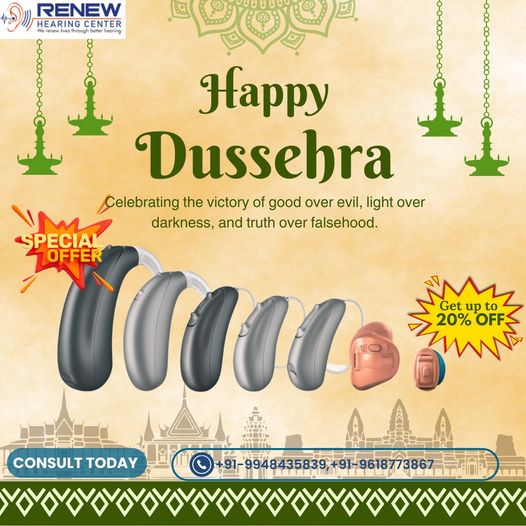 RENEW
HEARING CENTER
We renew lives through better hearing.
Happy
Dussehra
Celebrating the victory of good over evil, light over
darkness, and truth over falsehood.
SPECIAL
OFFER
Get up to
20% OFF
CONSULT TODAY
+91-9948435839,+91-9618773867